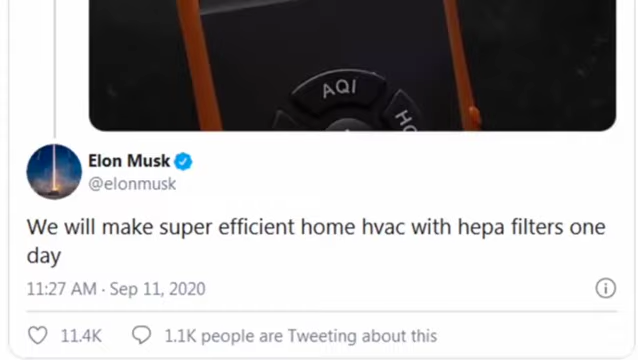 AQI
Elon Musk
@elonmusk
We will make super efficient home hvac with hepa filters one
day
11:27 AM · Sep 11, 2020
11.4K
1.1K people are Tweeting about this